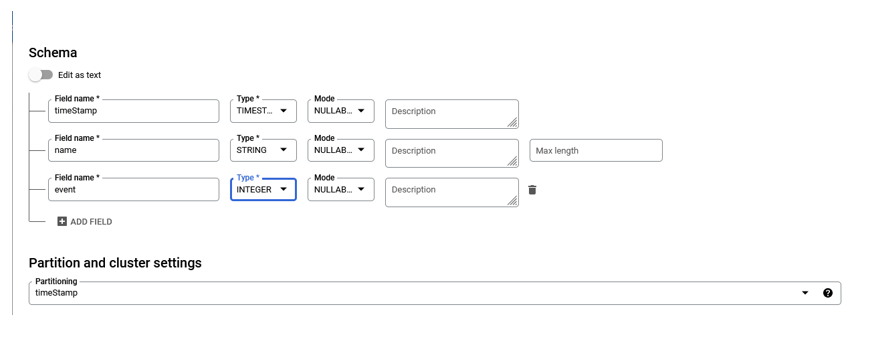 Schema
Edit as text
Field name * Type * Mode
timeStamp TIMEST... NULLAB... Description
Field name * Type * Mode
name STRING NULLAB... Description Max length
Field name * Type * Mode
event INTEGER NULLAB... Description
ADD FIELD
Partition and cluster settings
Partitioning
timeStamp